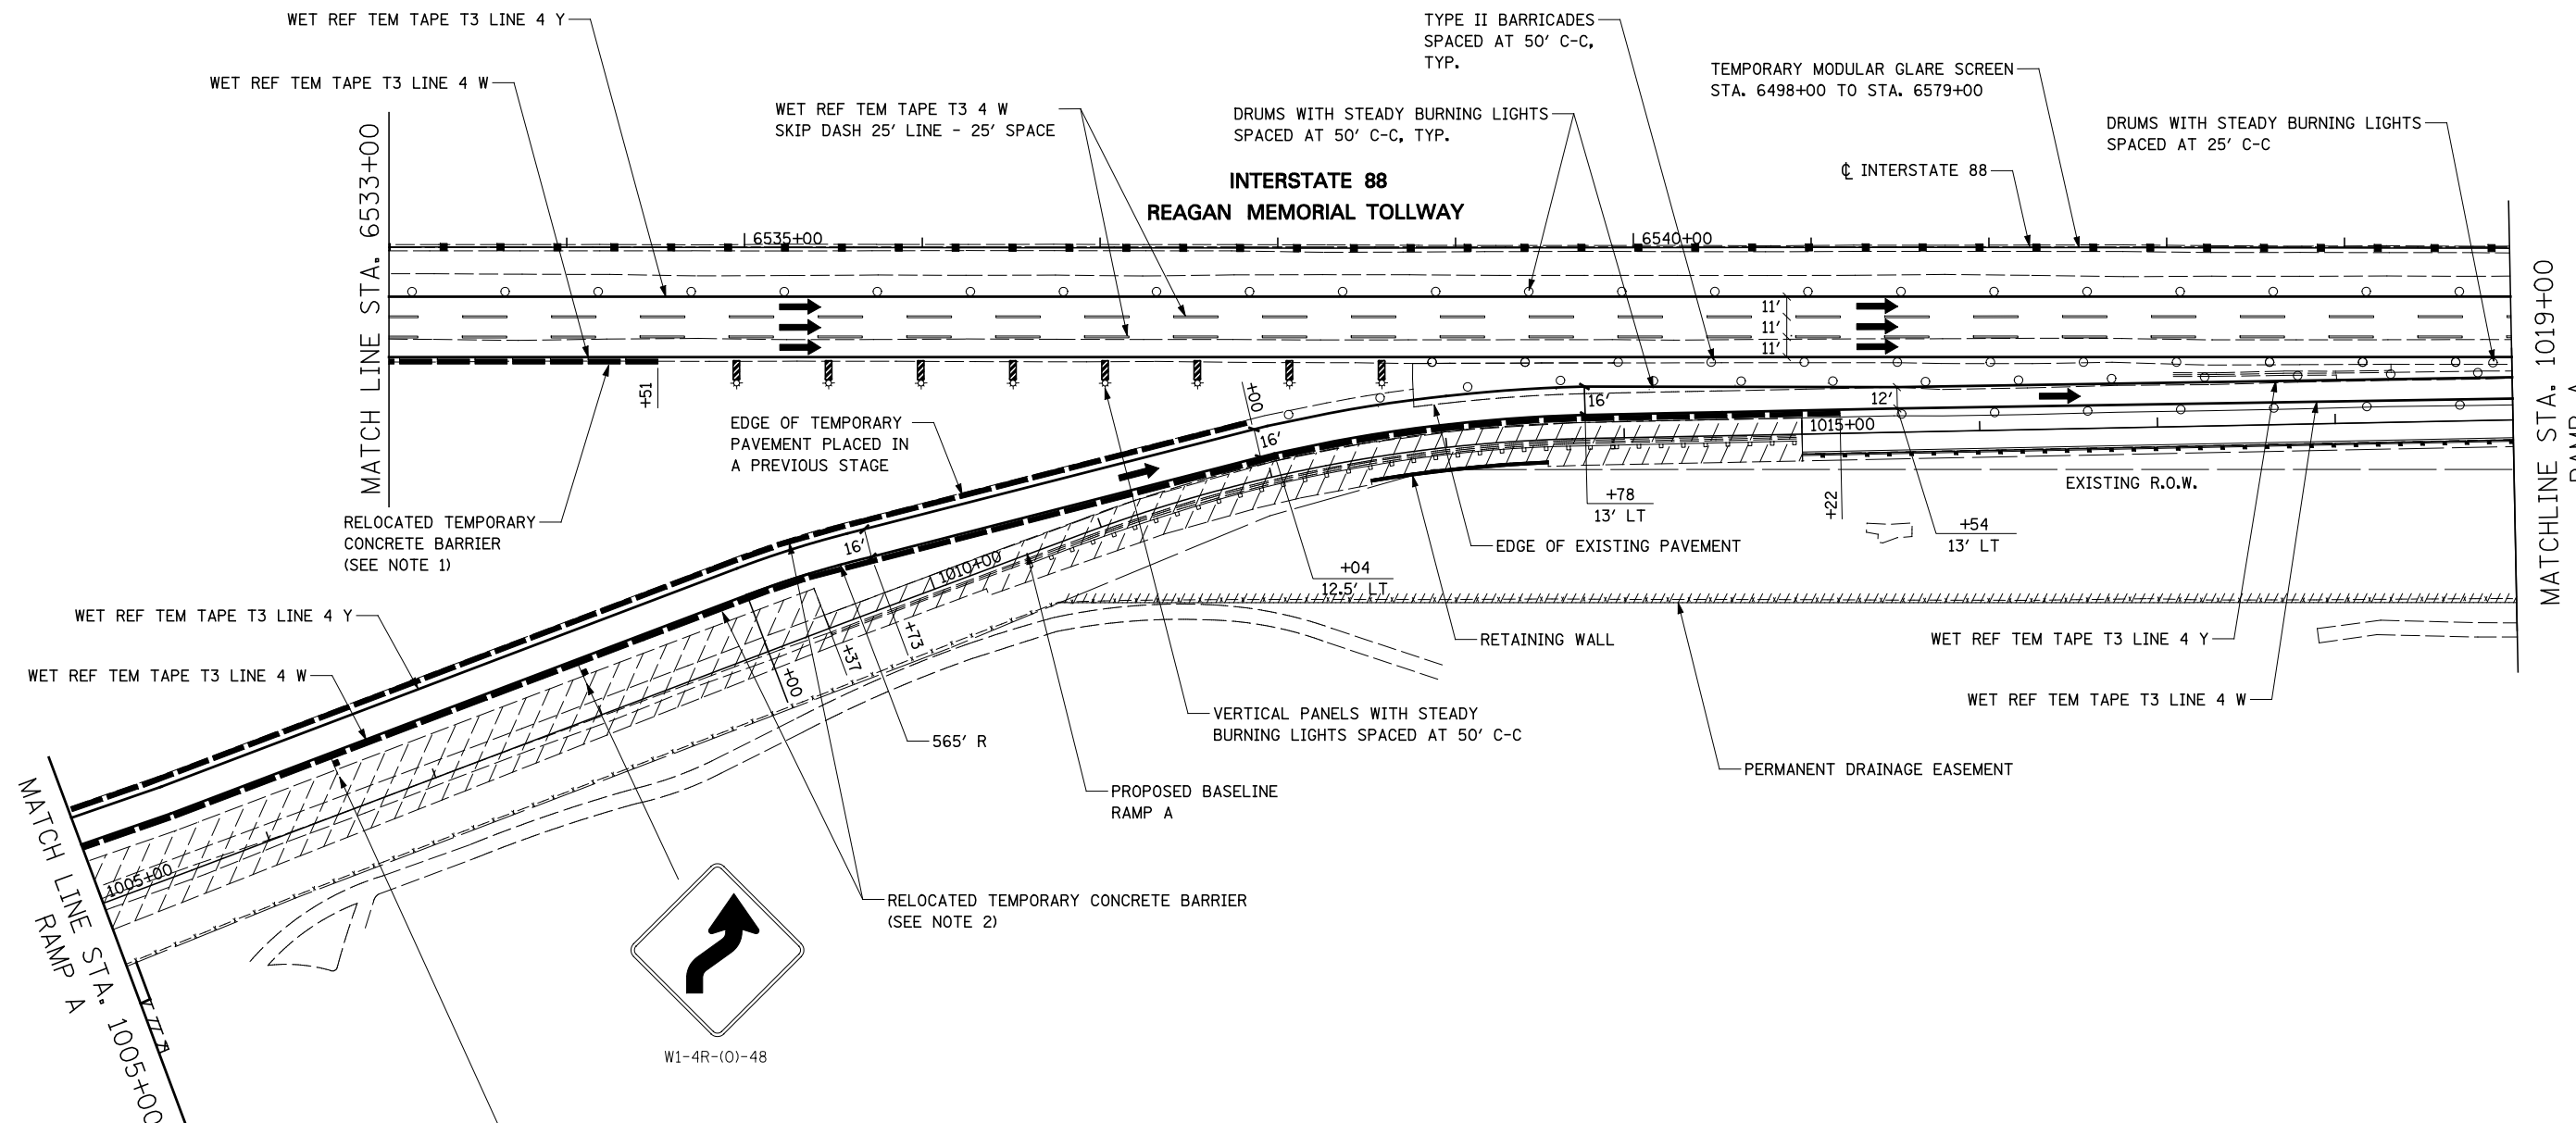 WET REF TEM TAPE T3 LINE 4 Y
WET REF TEM TAPE T3 LINE 4 W
WET REF TEM TAPE T3 4 W
SKIP DASH 25' LINE - 25' SPACE
DRUMS WITH STEADY BURNING LIGHTS
SPACED AT 50' C-C, TYP.
TYPE II BARRICADES
SPACED AT 50' C-C,
TYP.
TEMPORARY MODULAR GLARE SCREEN
STA. 6498+00 TO STA. 6579+00
DRUMS WITH STEADY BURNING LIGHTS
SPACED AT 25' C-C
℄ INTERSTATE 88
INTERSTATE 88
REAGAN MEMORIAL TOLLWAY
MATCH LINE STA. 6533+00
6535+00
6540+00
11'
11'
11'
MATCHLINE STA. 1019+00
+51
+00
16'
16'
12'
1015+00
EDGE OF TEMPORARY
PAVEMENT PLACED IN
A PREVIOUS STAGE
EXISTING R.O.W.
+78
13' LT
+22
+54
13' LT
RELOCATED TEMPORARY
CONCRETE BARRIER
(SEE NOTE 1)
16'
1010+00
EDGE OF EXISTING PAVEMENT
+04
12.5' LT
WET REF TEM TAPE T3 LINE 4 Y
WET REF TEM TAPE T3 LINE 4 W
+73
+37
+00
RETAINING WALL
WET REF TEM TAPE T3 LINE 4 Y
WET REF TEM TAPE T3 LINE 4 W
VERTICAL PANELS WITH STEADY
BURNING LIGHTS SPACED AT 50' C-C
565' R
PERMANENT DRAINAGE EASEMENT
PROPOSED BASELINE
RAMP A
1005+00
RELOCATED TEMPORARY CONCRETE BARRIER
(SEE NOTE 2)
MATCH LINE STA. 1005+00
RAMP A
W1-4R-(O)-48